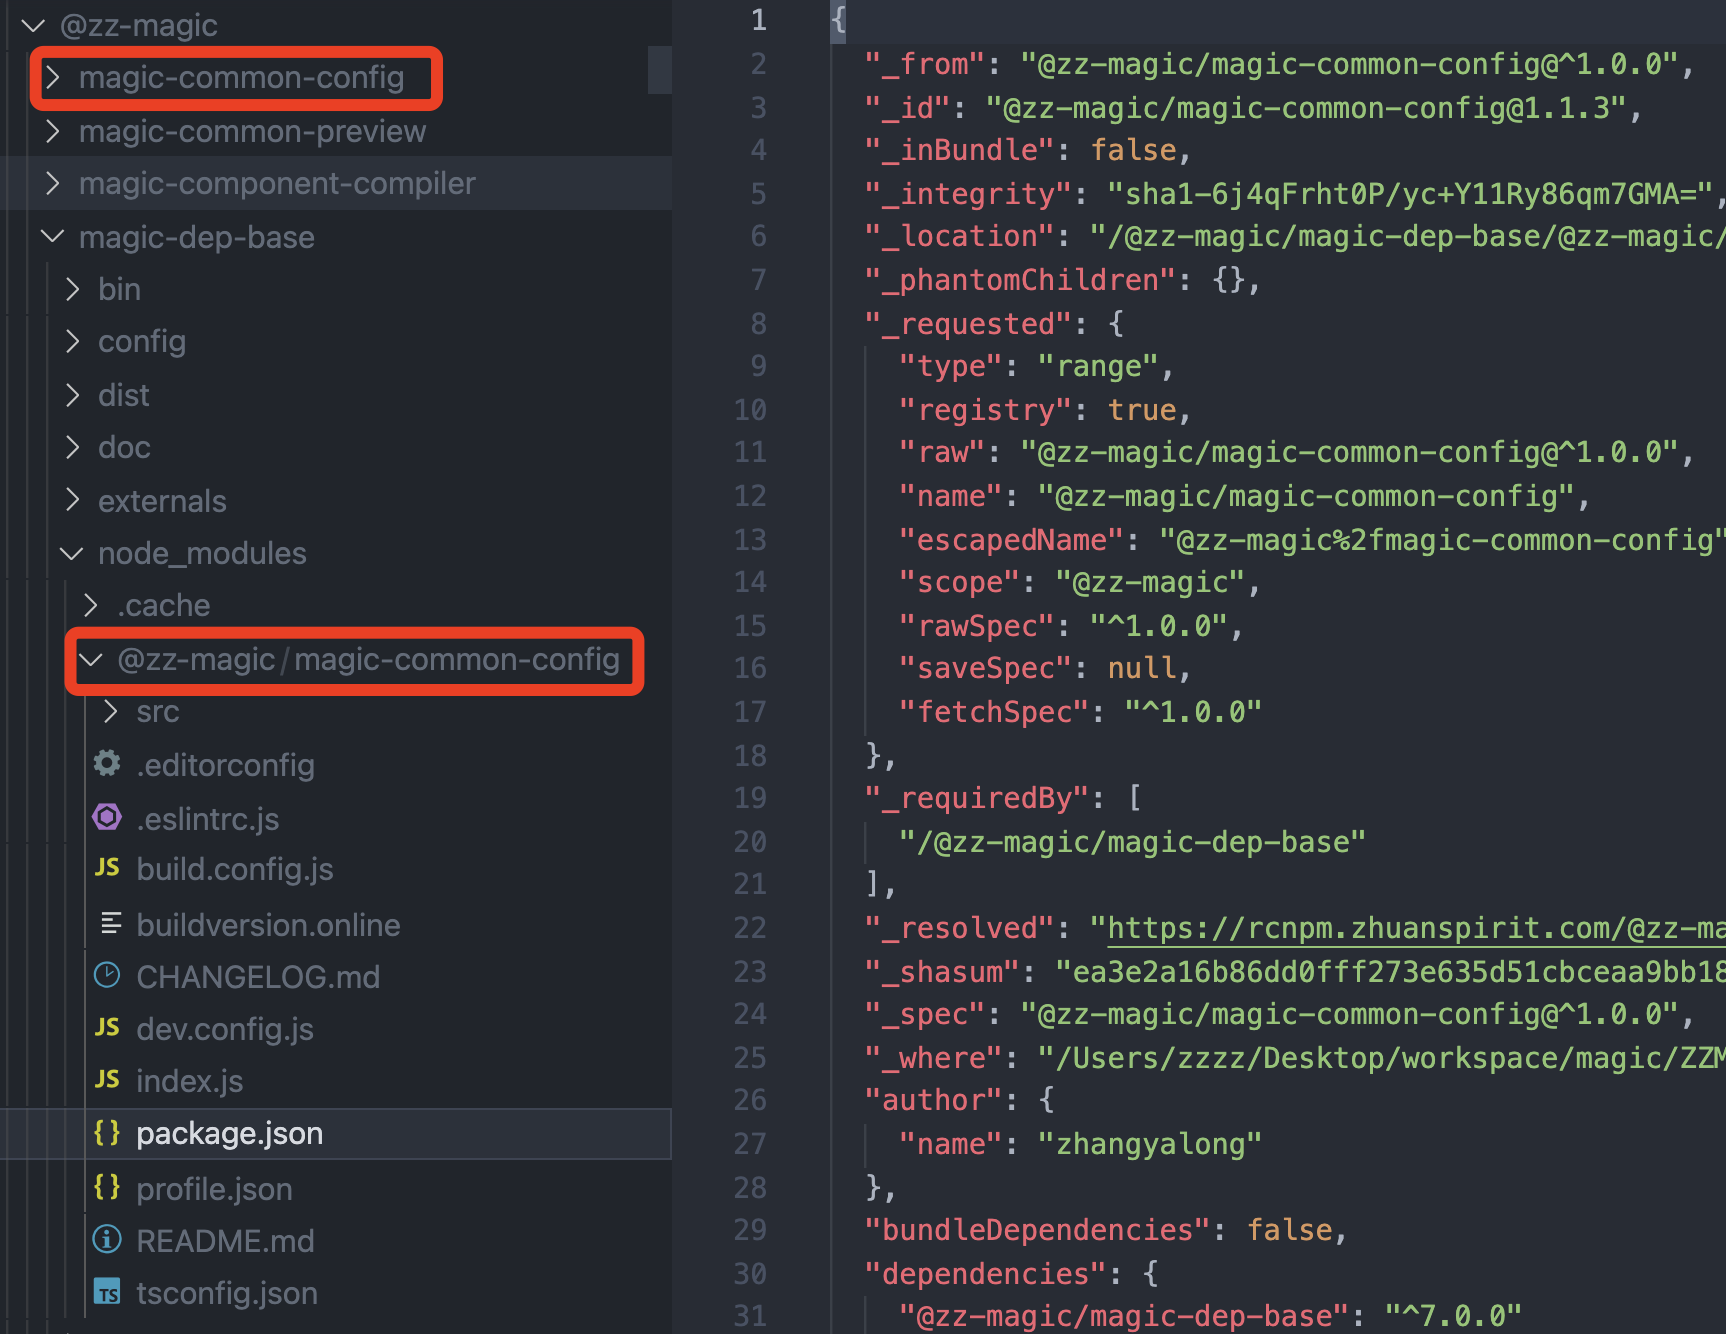 @zz-magic
magic-common-config
magic-common-preview
magic-component-compiler
magic-dep-base
bin
config
dist
doc
externals
node_modules
.cache
@zz-magic/magic-common-config
src
.editorconfig
.eslintrc.js
JS build.config.js
buildversion.online
CHANGELOG.md
JS dev.config.js
JS index.js
{} package.json
{} profile.json
README.md
TS tsconfig.json
1 {
2 "_from": "@zz-magic/magic-common-config@^1.0.0",
3 "_id": "@zz-magic/magic-common-config@1.1.3",
4 "_inBundle": false,
5 "_integrity": "sha1-6j4qFrht0P/yc+Y11Ry86qm7GMA=",
6 "_location": "/@zz-magic/magic-dep-base/@zz-magic/
7 "_phantomChildren": {},
8 "_requested": {
9 "type": "range",
10 "registry": true,
11 "raw": "@zz-magic/magic-common-config@^1.0.0",
12 "name": "@zz-magic/magic-common-config",
13 "escapedName": "@zz-magic%2fmagic-common-config"
14 "scope": "@zz-magic",
15 "rawSpec": "^1.0.0",
16 "saveSpec": null,
17 "fetchSpec": "^1.0.0"
18 },
19 "_requiredBy": [
20 "/@zz-magic/magic-dep-base"
21 ],
22 "_resolved": "https://rcnpm.zhuanspirit.com/@zz-ma
23 "_shasum": "ea3e2a16b86dd0fff273e635d51cbceaa9bb18
24 "_spec": "@zz-magic/magic-common-config@^1.0.0",
25 "_where": "/Users/zzzz/Desktop/workspace/magic/ZZM
26 "author": {
27 "name": "zhangyalong"
28 },
29 "bundleDependencies": false,
30 "dependencies": {
31 "@zz-magic/magic-dep-base": "^7.0.0"